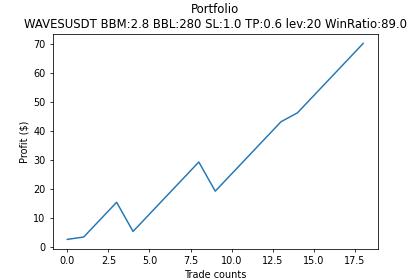 Portfolio
WAVESUSDT BBM:2.8 BBL:280 SL:1.0 TP:0.6 lev:20 WinRatio:89.0
70
60
50
40
30
20
10
0
Profit ($)
0.0 2.5 5.0 7.5 10.0 12.5 15.0 17.5
Trade counts